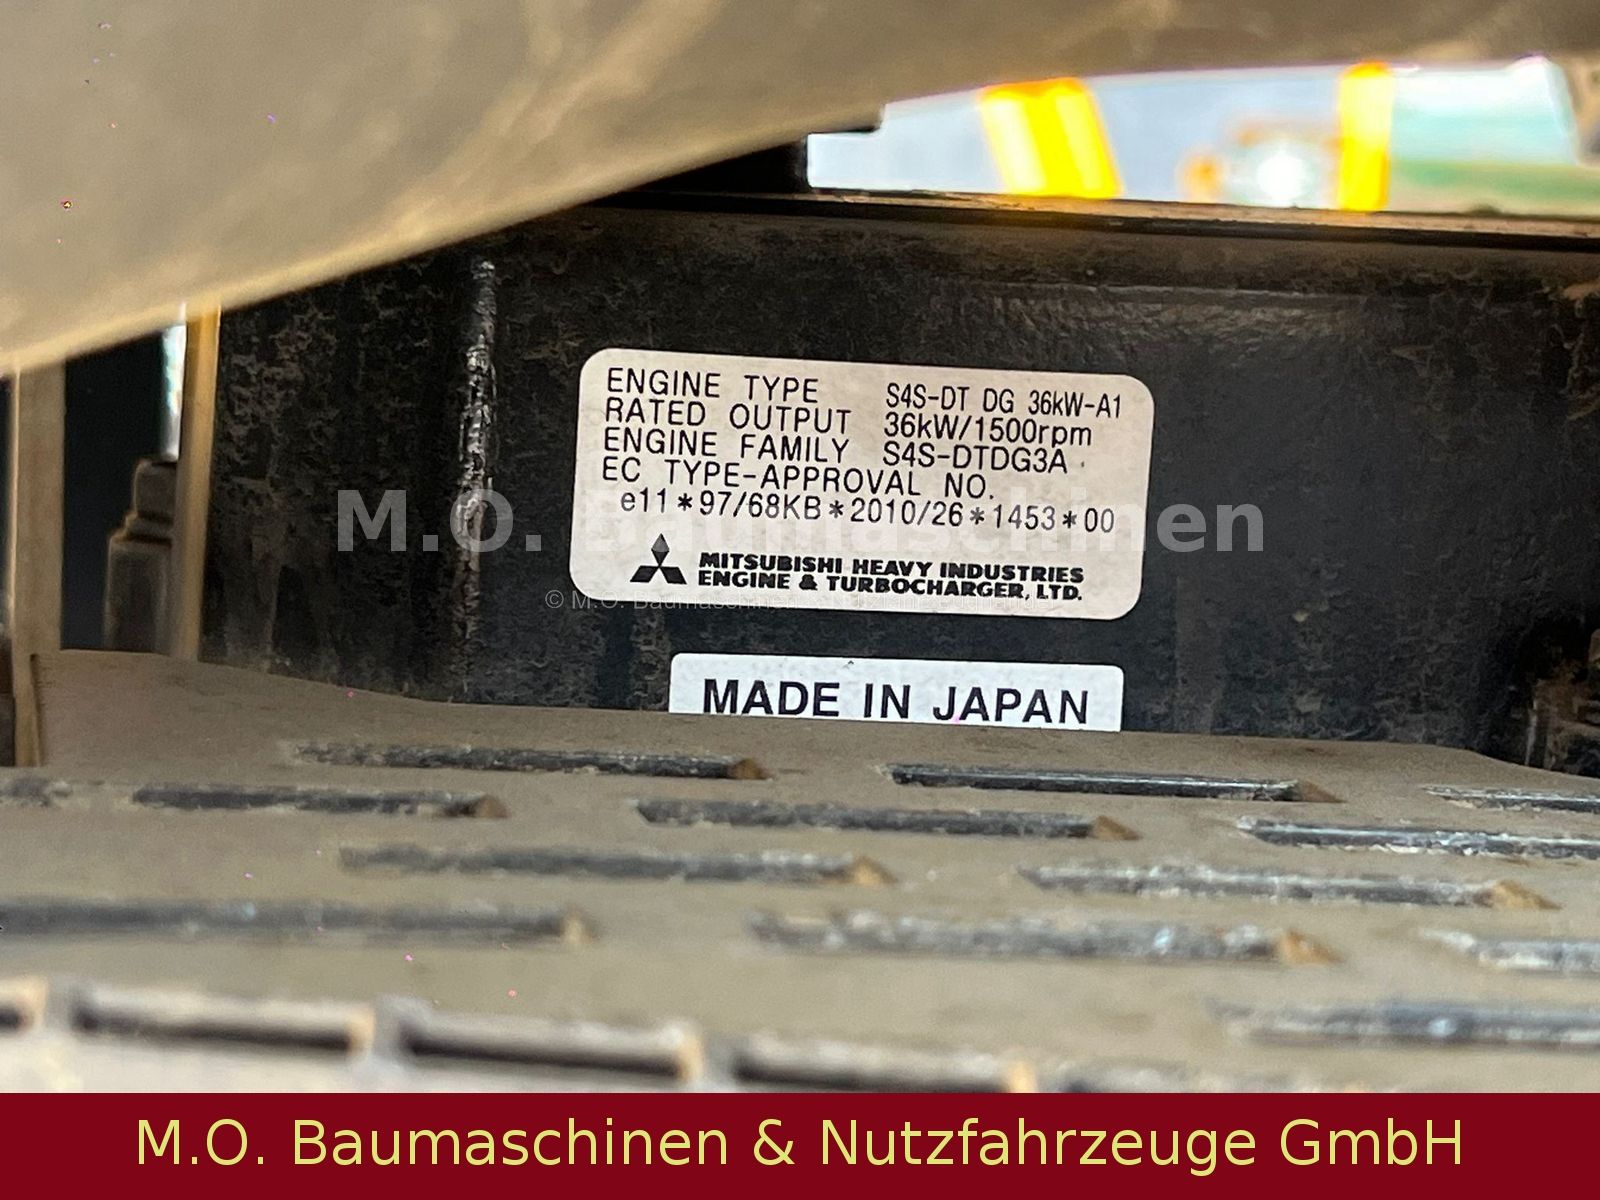 ENGINE TYPE S4S-DT DG 36kW-A1
RATED OUTPUT 36kW/1500rpm
ENGINE FAMILY S4S-DTDG3A
EC TYPE-APPROVAL NO.
e11*97/68KB*2010/26*1453*00
M.O. Baumaschinen
MITSUBISHI HEAVY INDUSTRIES
ENGINE & TURBOCHARGER, LTD.
© M.O. Baumaschinen
MADE IN JAPAN
M.O. Baumaschinen & Nutzfahrzeuge GmbH